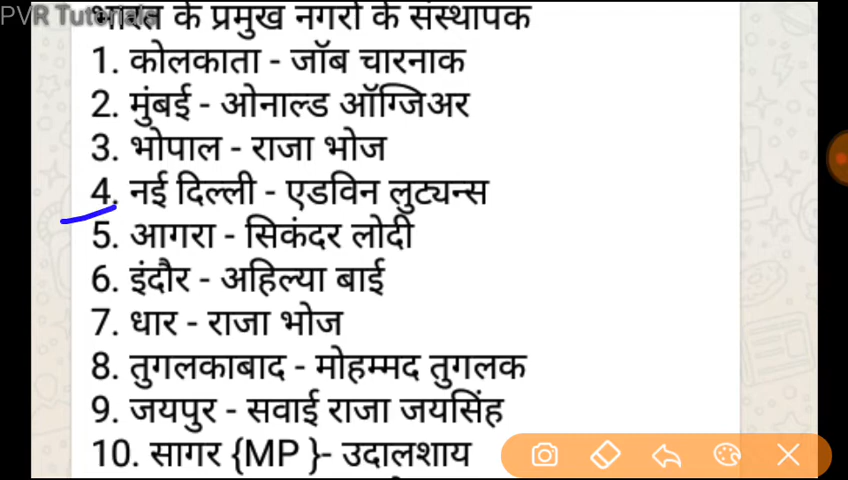 PVR Tutorials
भारत के प्रमुख नगरों के संस्थापक
1. कोलकाता - जॉब चारनाक
2. मुंबई - ओनाल्ड ऑग्जिअर
3. भोपाल - राजा भोज
4. नई दिल्ली - एडविन लुट्यन्स
5. आगरा - सिकंदर लोदी
6. इंदौर - अहिल्या बाई
7. धार - राजा भोज
8. तुगलकाबाद - मोहम्मद तुगलक
9. जयपुर - सवाई राजा जयसिंह
10. सागर {MP }- उदालशाय